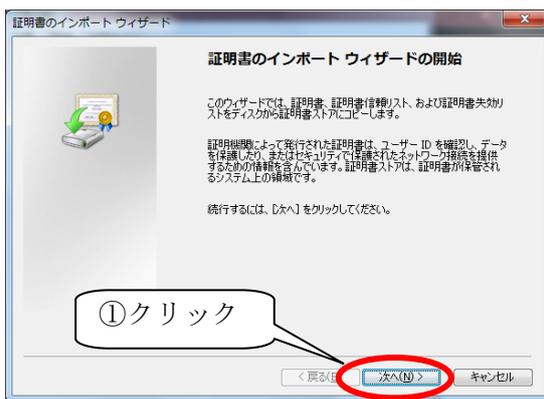 証明書のインポート ウィザード
証明書のインポート ウィザードの開始
このウィザードでは、証明書、証明書信頼リスト、および証明書失効リ
ストをディスクから証明書ストアにコピーします。
証明機関によって発行された証明書は、ユーザー ID を確認し、データ
を保護したり、またはセキュリティで保護されたネットワーク接続を提供
するための情報を含んでいます。証明書ストアは、証明書が保管され
るシステム上の領域です。
続行するには、[次へ] をクリックしてください。
①クリック
< 戻る(B 次へ(N) > キャンセル